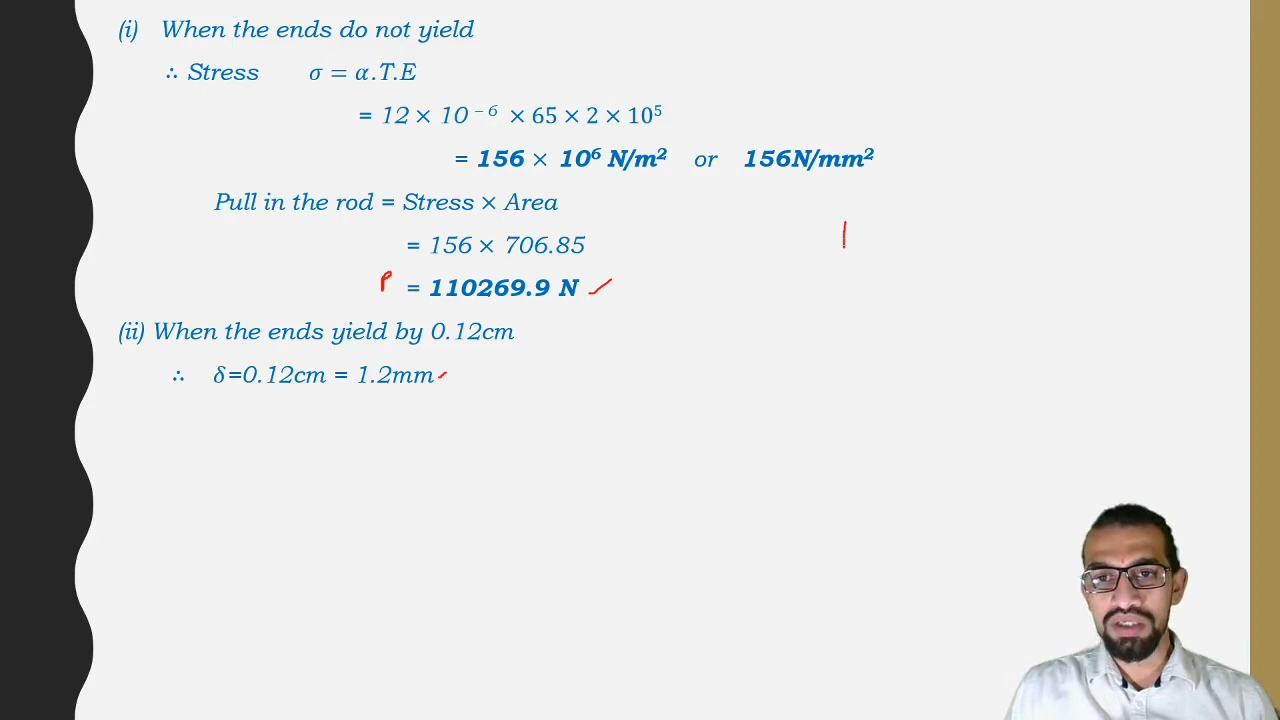 (i) When the ends do not yield
∴ Stress σ = α.T.E
= 12 × 10⁻⁶ × 65 × 2 × 10⁵
= 156 × 10⁶ N/m² or 156N/mm²
Pull in the rod = Stress × Area
= 156 × 706.85
P = 110269.9 N
(ii) When the ends yield by 0.12cm
∴ δ=0.12cm = 1.2mm